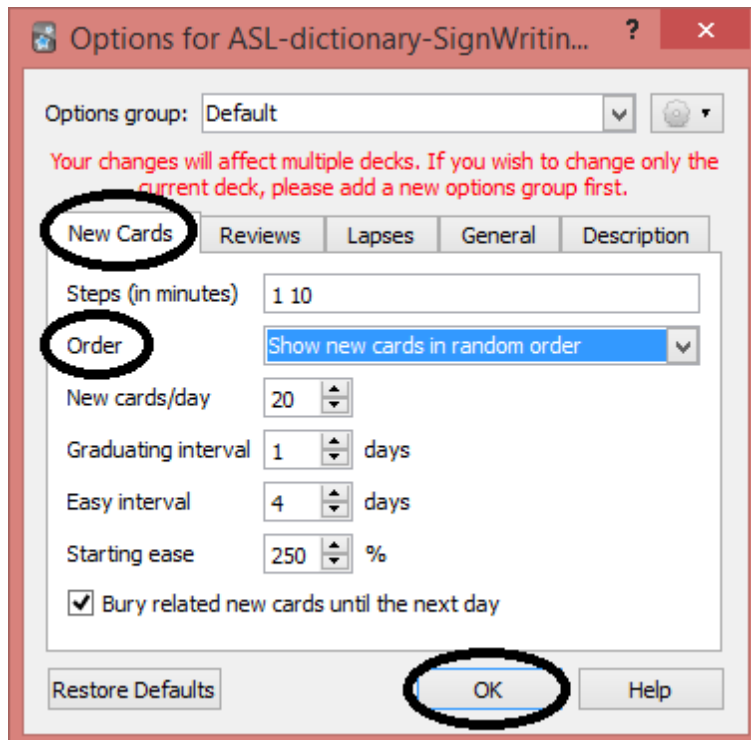 Options for ASL-dictionary-SignWritin... ?
Options group: Default
Your changes will affect multiple decks. If you wish to change only the
current deck, please add a new options group first.
New Cards Reviews Lapses General Description
Steps (in minutes) 1 10
Order Show new cards in random order
New cards/day 20
Graduating interval 1 days
Easy interval 4 days
Starting ease 250 %
Bury related new cards until the next day
Restore Defaults OK Help